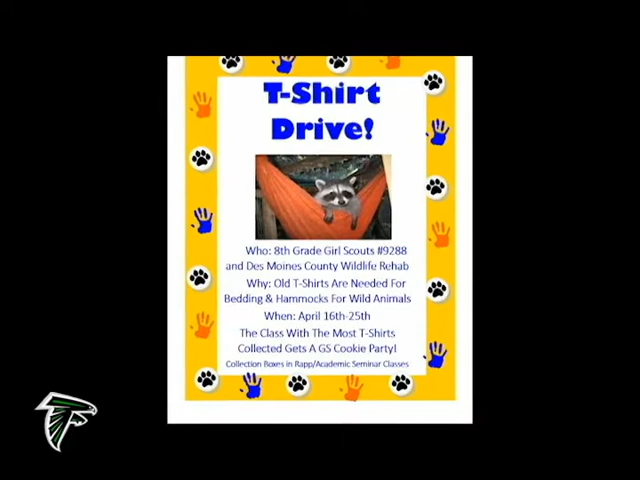 T-Shirt
Drive!
Who: 8th Grade Girl Scouts #9288
and Des Moines County Wildlife Rehab
Why: Old T-Shirts Are Needed For
Bedding & Hammocks For Wild Animals
When: April 16th-25th
The Class With The Most T-Shirts
Collected Gets A GS Cookie Party!
Collection Boxes in Rapp/Academic Seminar Classes